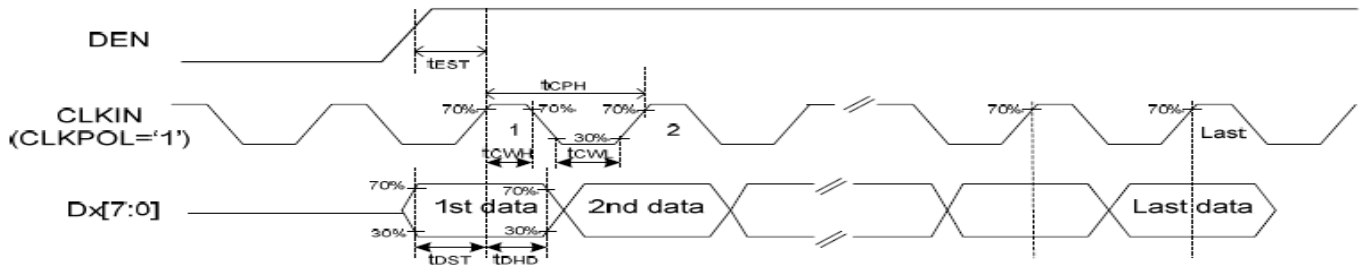 DEN
tEST
tCPH
CLKIN
(CLKPOL='1')
70%
1
70%
70%
2
70%
70%
Last
30%
tCWH
tCWL
Dx[7:0]
70%
30%
1st data
70%
30%
2nd data
Last data
tDST
tDHD